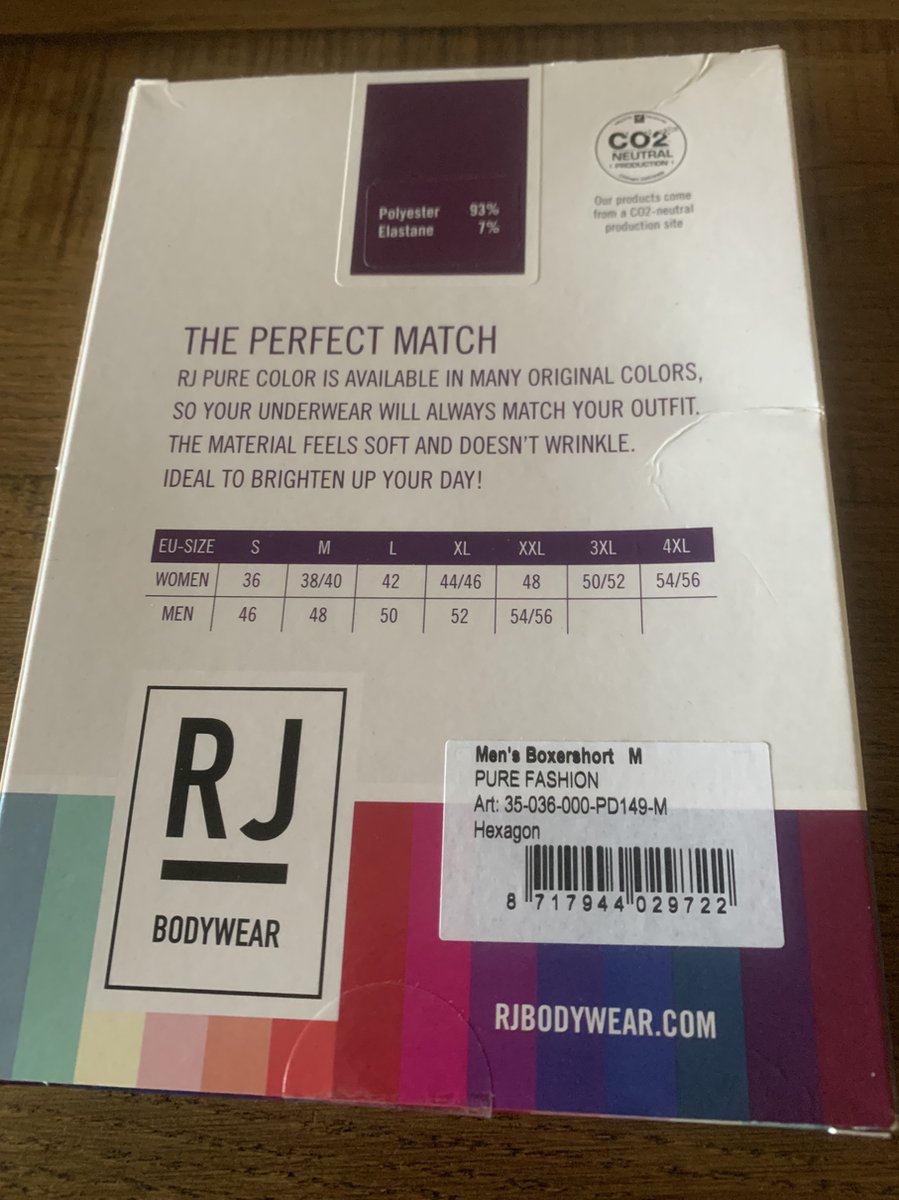 Polyester 93%
Elastane 7%
CO2
NEUTRAL
PRODUCTION
Our products come
from a CO2-neutral
production site
THE PERFECT MATCH
RJ PURE COLOR IS AVAILABLE IN MANY ORIGINAL COLORS,
SO YOUR UNDERWEAR WILL ALWAYS MATCH YOUR OUTFIT.
THE MATERIAL FEELS SOFT AND DOESN'T WRINKLE.
IDEAL TO BRIGHTEN UP YOUR DAY!
EU-SIZE S M L XL XXL 3XL 4XL
WOMEN 36 38/40 42 44/46 48 50/52 54/56
MEN 46 48 50 52 54/56
RJ
BODYWEAR
Men's Boxershort M
PURE FASHION
Art: 35-036-000-PD149-M
Hexagon
8 717944 029722
RJBODYWEAR.COM